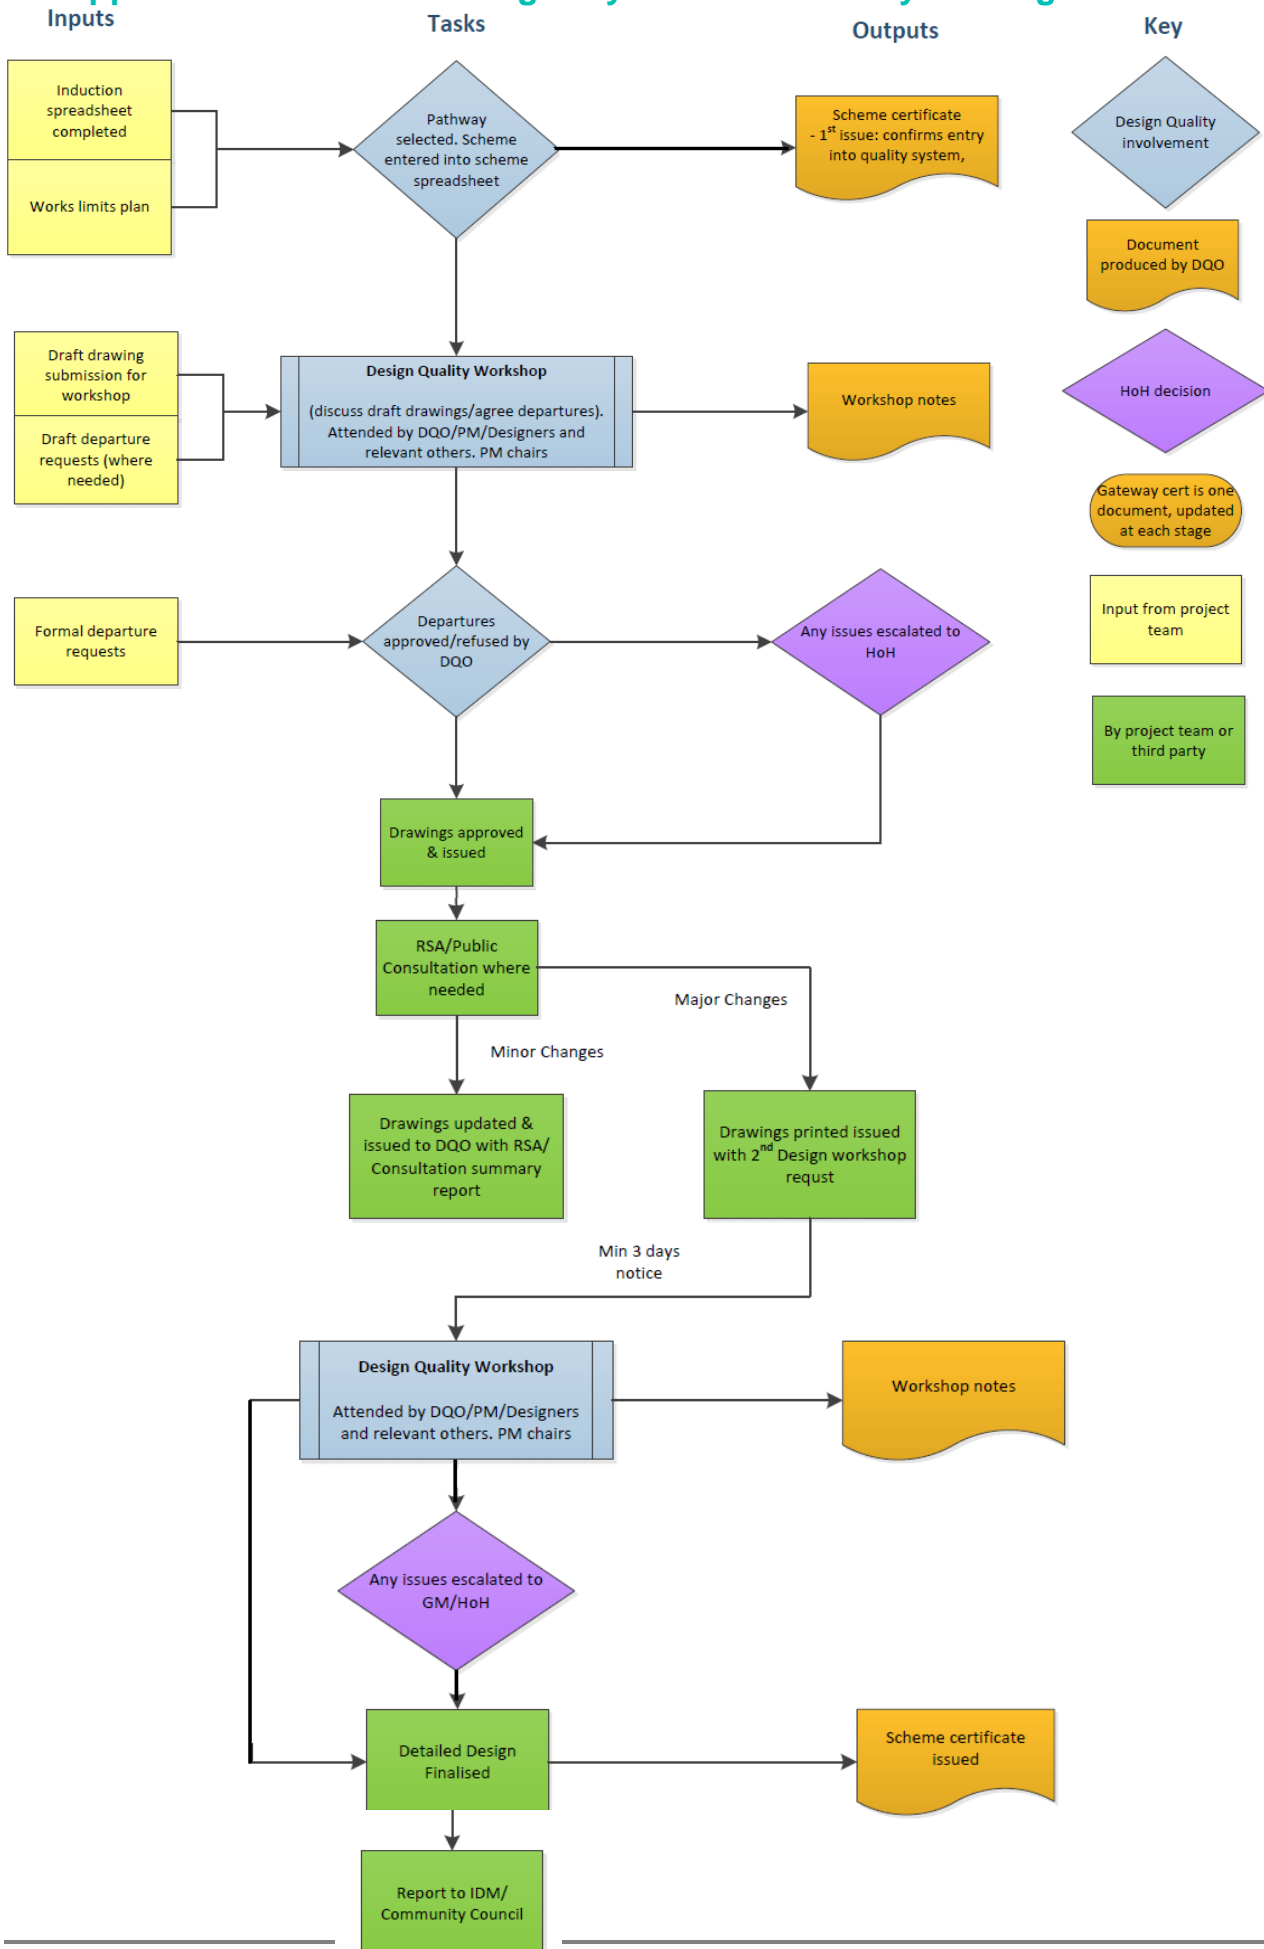 Inputs
Tasks
Outputs
Key
Induction
spreadsheet
completed
Works limits plan
Pathway
selected. Scheme
entered into scheme
spreadsheet
Scheme certificate
- 1st issue: confirms entry
into quality system,
Design Quality
involvement
Document
produced by DQO
Draft drawing
submission for
workshop
Draft departure
requests (where
needed)
Design Quality Workshop
(discuss draft drawings/agree departures).
Attended by DQO/PM/Designers and
relevant others. PM chairs
Workshop notes
HoH decision
Gateway cert is one
document, updated
at each stage
Formal departure
requests
Departures
approved/refused by
DQO
Any issues escalated to
HoH
Input from project
team
By project team or
third party
Drawings approved
& issued
RSA/Public
Consultation where
needed
Major Changes
Minor Changes
Drawings updated &
issued to DQO with RSA/
Consultation summary
report
Drawings printed issued
with 2nd Design workshop
requst
Min 3 days
notice
Design Quality Workshop
Attended by DQO/PM/Designers
and relevant others. PM chairs
Workshop notes
Any issues escalated to
GM/HoH
Detailed Design
Finalised
Scheme certificate
issued
Report to IDM/
Community Council